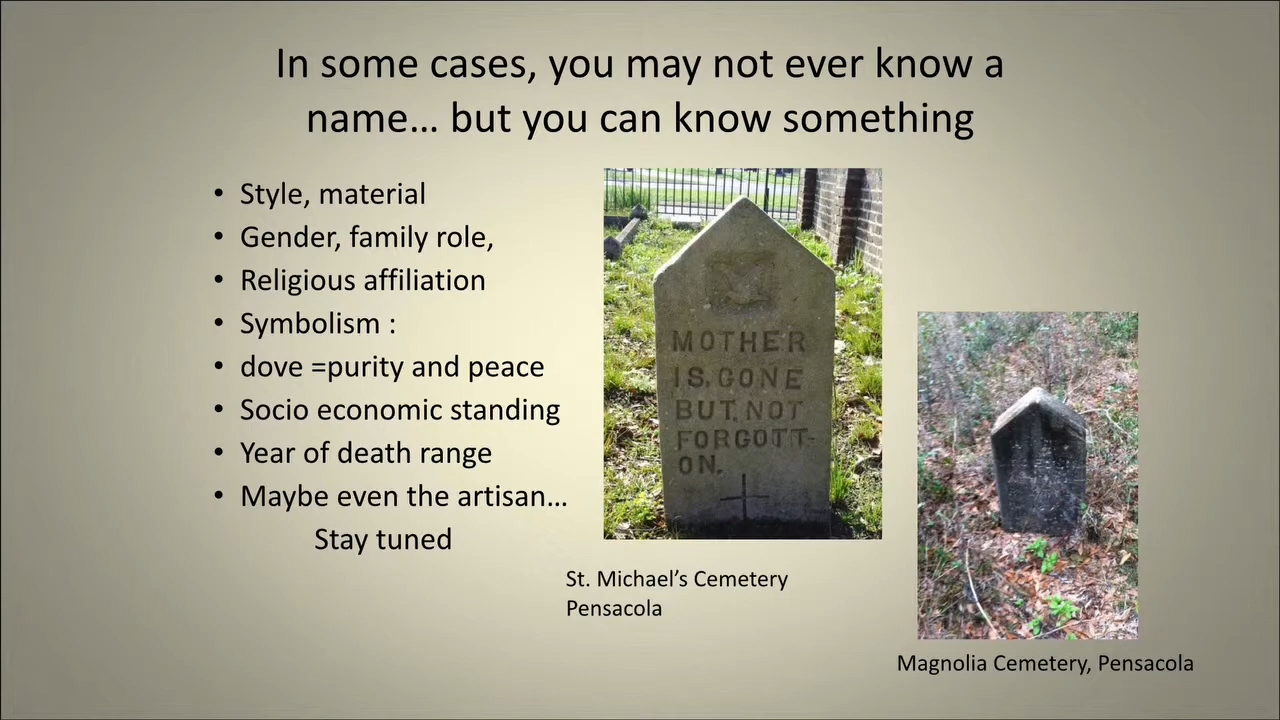 In some cases, you may not ever know a
name… but you can know something
• Style, material
• Gender, family role,
• Religious affiliation
• Symbolism :
• dove =purity and peace
• Socio economic standing
• Year of death range
• Maybe even the artisan…
Stay tuned
MOTHER
IS. GONE
BUT. NOT
FORGOTT-
ON.
St. Michael’s Cemetery
Pensacola
Magnolia Cemetery, Pensacola